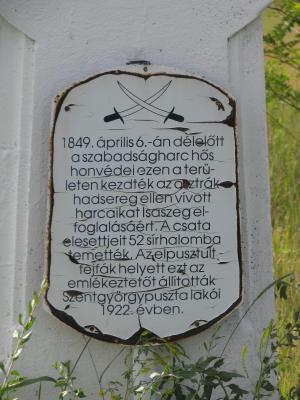 1849. április 6.-án délelőtt
a szabadságharc hős
honvédei ezen a terü-
leten kezdték az osztrák
hadsereg ellen vívott
harcaikat Isaszeg el-
foglalásáért. A csata
elesettjeit 52 sírhalomba
temették. Az elpusztult
fejfák helyett ezt az
emlékeztetőt állították
Szentgyörgypuszta lakói
1922. évben.